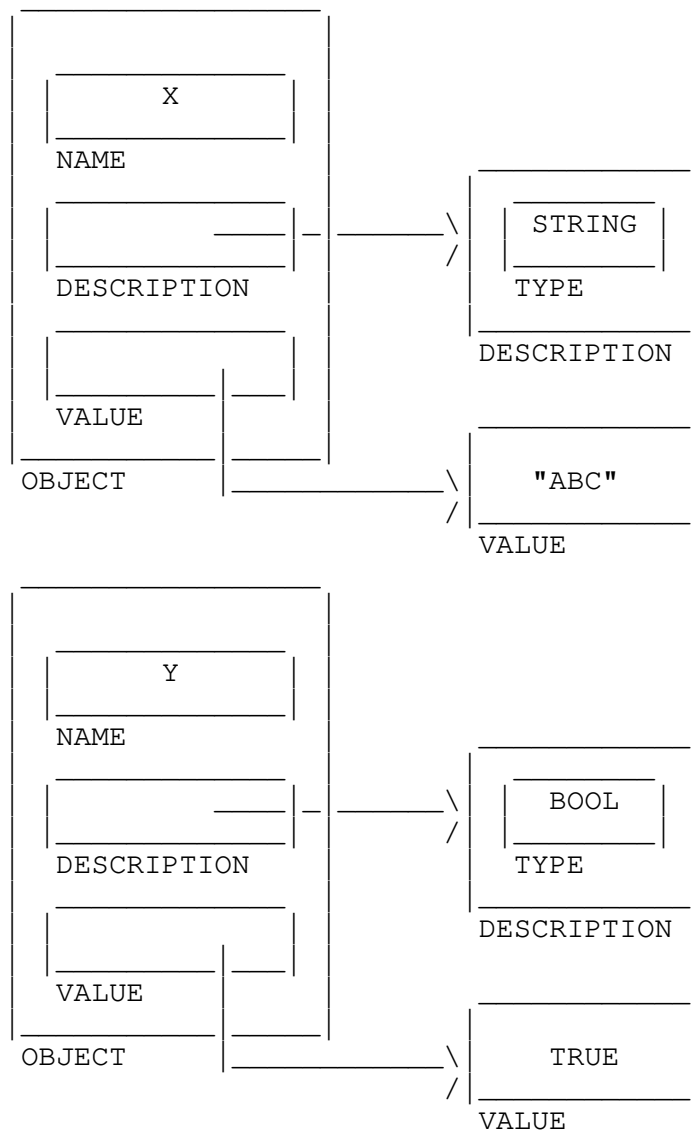 X
NAME
STRING
DESCRIPTION
TYPE
DESCRIPTION
VALUE
OBJECT
"ABC"
VALUE
Y
NAME
BOOL
DESCRIPTION
TYPE
DESCRIPTION
VALUE
OBJECT
TRUE
VALUE